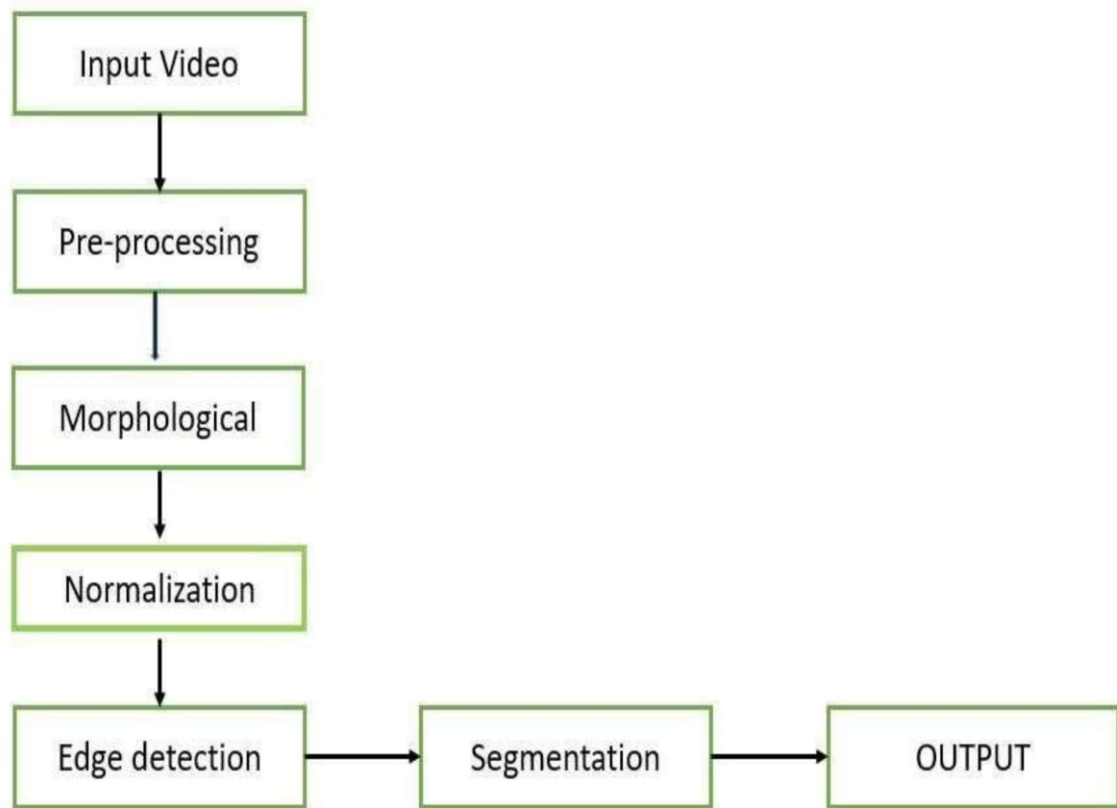 Input Video
Pre-processing
Morphological
Normalization
Edge detection
Segmentation
OUTPUT